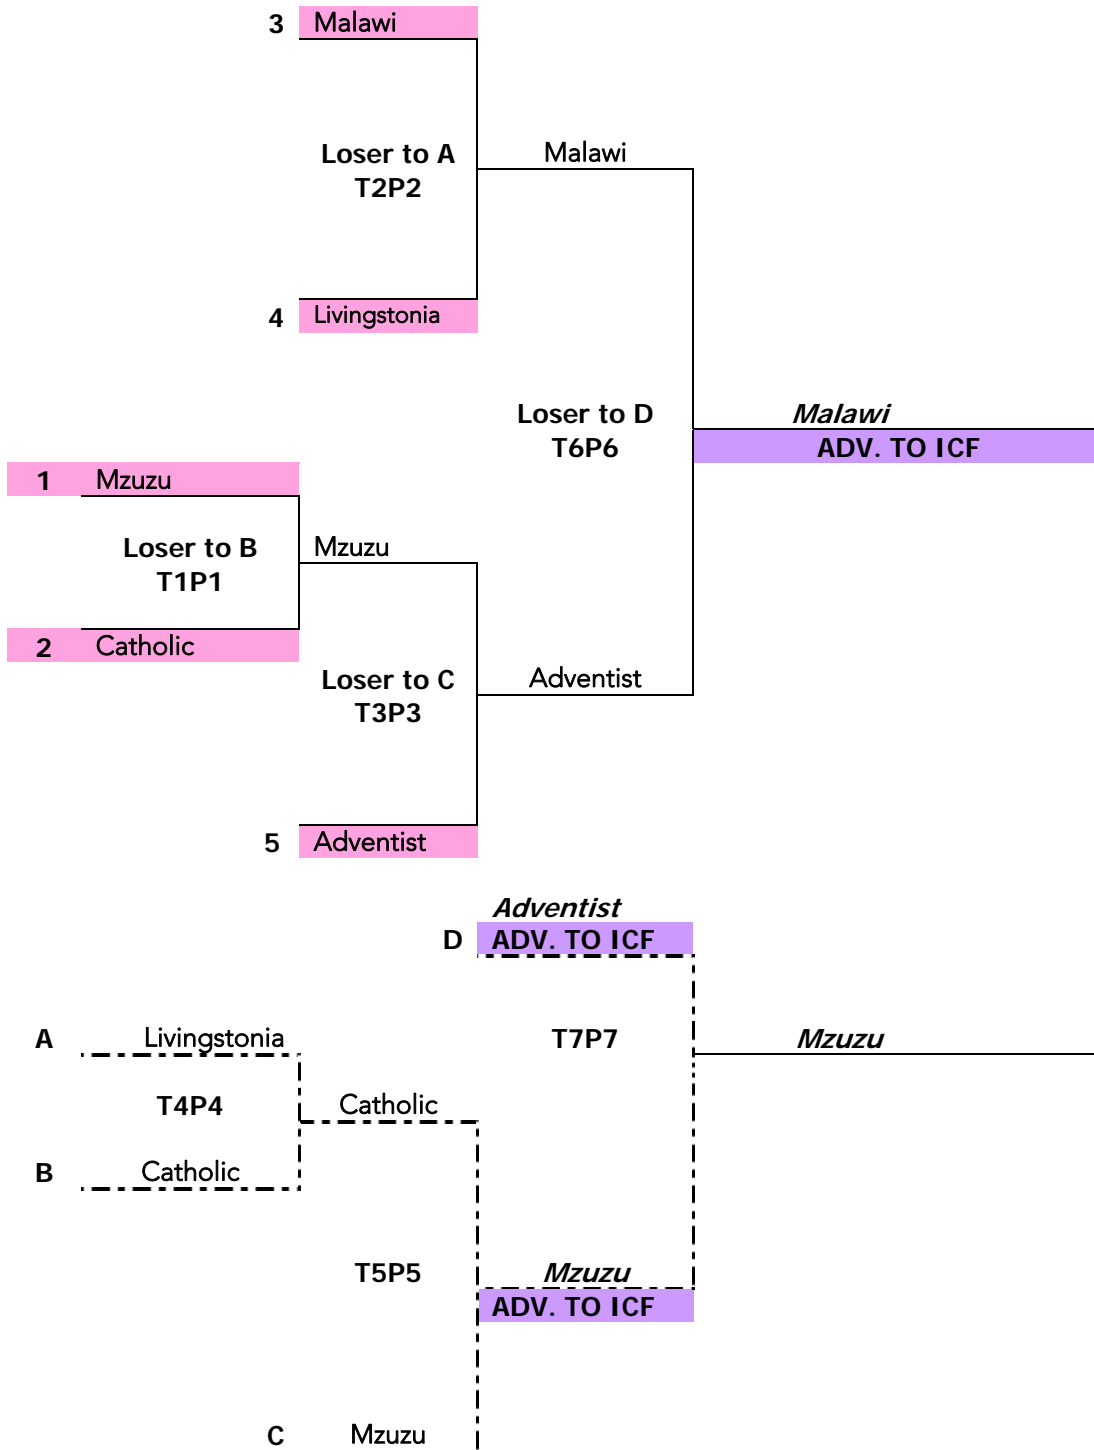 3 Malawi
Loser to A
T2P2
Malawi
4 Livingstonia
Loser to D
T6P6
Malawi
ADV. TO ICF
1 Mzuzu
Loser to B
T1P1
Mzuzu
2 Catholic
Loser to C
T3P3
Adventist
5 Adventist
Adventist
D ADV. TO ICF
A Livingstonia
T7P7
Mzuzu
T4P4
Catholic
B Catholic
T5P5
Mzuzu
ADV. TO ICF
C Mzuzu